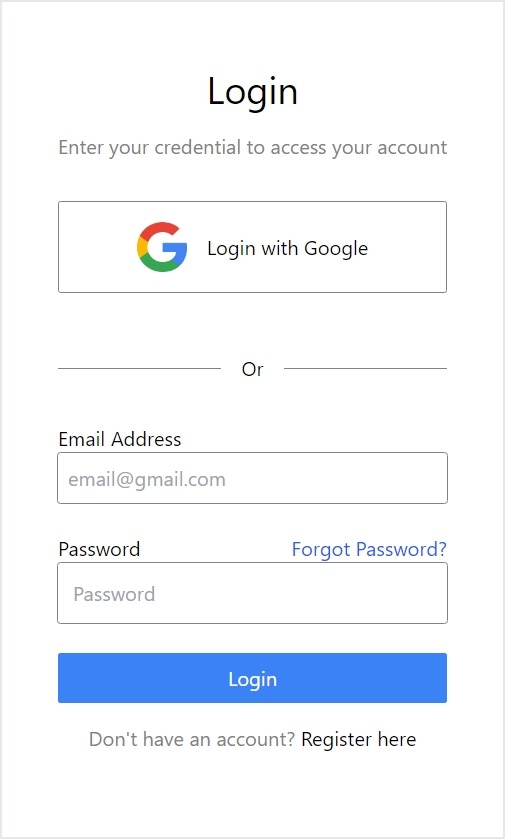 Login
Enter your credential to access your account
Login with Google
Or
Email Address
email@gmail.com
Password Forgot Password?
Password
Login
Don't have an account? Register here